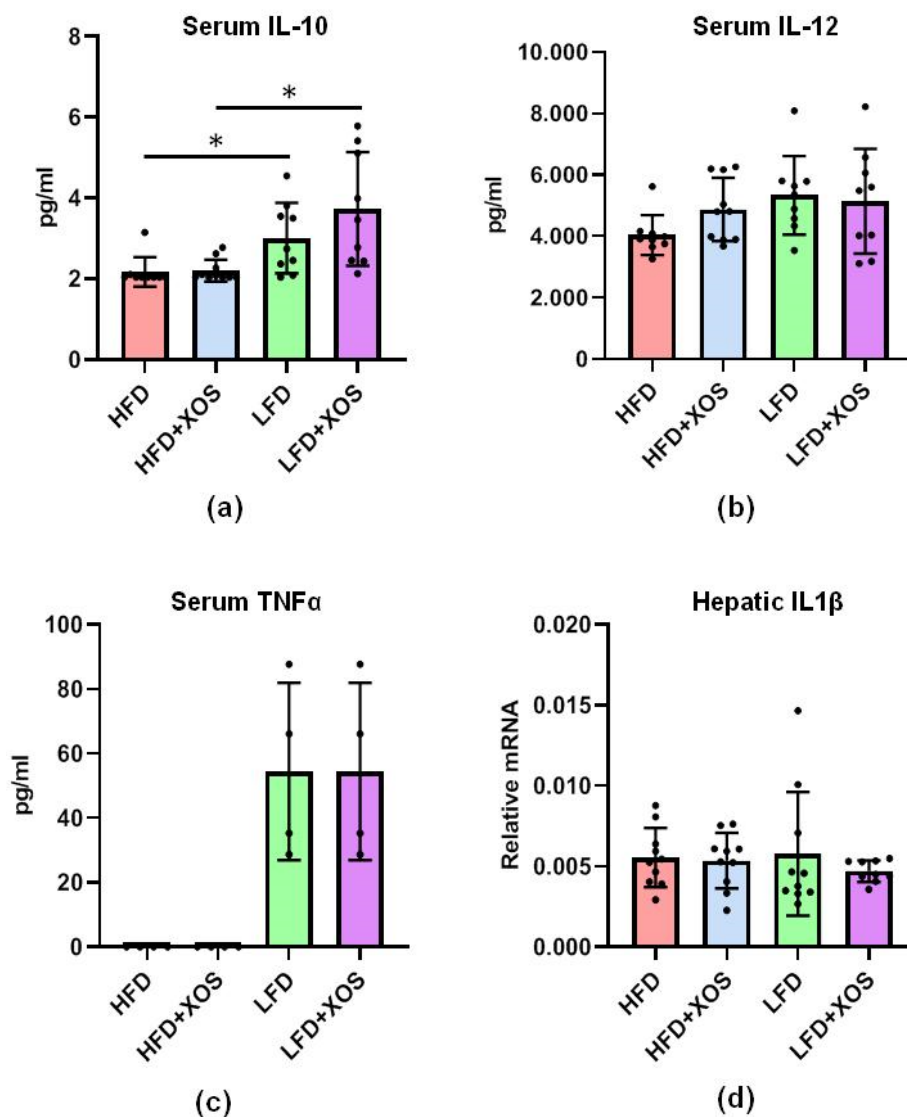 Serum IL-10
pg/ml
8
6
4
2
0
*
*
HFD
HFD+XOS
LFD
LFD+XOS
(a)
Serum IL-12
pg/ml
10.000
8.000
6.000
4.000
2.000
0
HFD
HFD+XOS
LFD
LFD+XOS
(b)
Serum TNFα
pg/ml
100
80
60
40
20
0
HFD
HFD+XOS
LFD
LFD+XOS
(c)
Hepatic IL1β
Relative mRNA
0.020
0.015
0.010
0.005
0.000
HFD
HFD+XOS
LFD
LFD+XOS
(d)